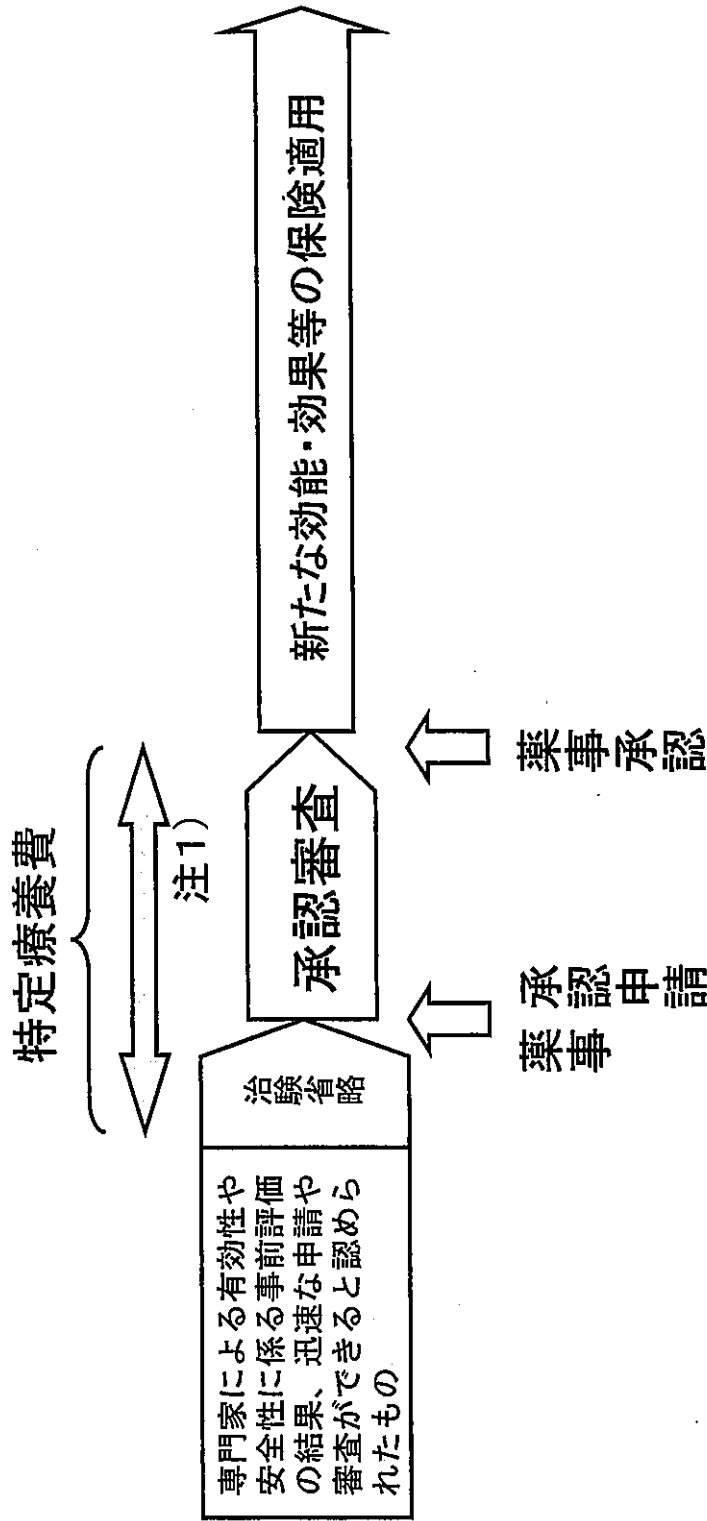 特定療養費
注1)
専門家による有効性や
安全性に係る事前評価
の結果、迅速な申請や
審査ができると認めら
れたもの
治験省略
承認審査
新たな効能・効果等の保険適用
薬事
承認申請
薬事承認